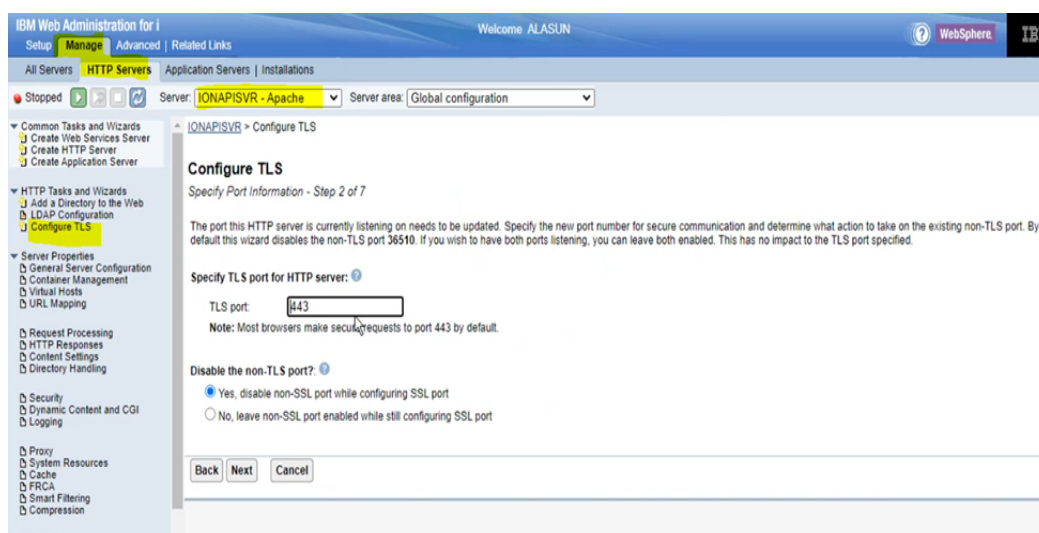 IBM Web Administration for i
Welcome ALASUN
WebSphere.
Setup Manage Advanced | Related Links
All Servers HTTP Servers Application Servers | Installations
Stopped Server: IONAPISVR - Apache Server area: Global configuration
Common Tasks and Wizards
Create Web Services Server
Create HTTP Server
Create Application Server
HTTP Tasks and Wizards
Add a Directory to the Web
LDAP Configuration
Configure TLS
Server Properties
General Server Configuration
Container Management
Virtual Hosts
URL Mapping
Request Processing
HTTP Responses
Content Settings
Directory Handling
Security
Dynamic Content and CGI
Logging
Proxy
System Resources
Cache
FRCA
Smart Filtering
Compression
IONAPISVR > Configure TLS
Configure TLS
Specify Port Information - Step 2 of 7
The port this HTTP server is currently listening on needs to be updated. Specify the new port number for secure communication and determine what action to take on the existing non-TLS port. By
default this wizard disables the non-TLS port 36510. If you wish to have both ports listening, you can leave both enabled. This has no impact to the TLS port specified.
Specify TLS port for HTTP server:
TLS port: 443
Note: Most browsers make secure requests to port 443 by default.
Disable the non-TLS port?:
Yes, disable non-SSL port while configuring SSL port
No, leave non-SSL port enabled while still configuring SSL port
Back Next Cancel